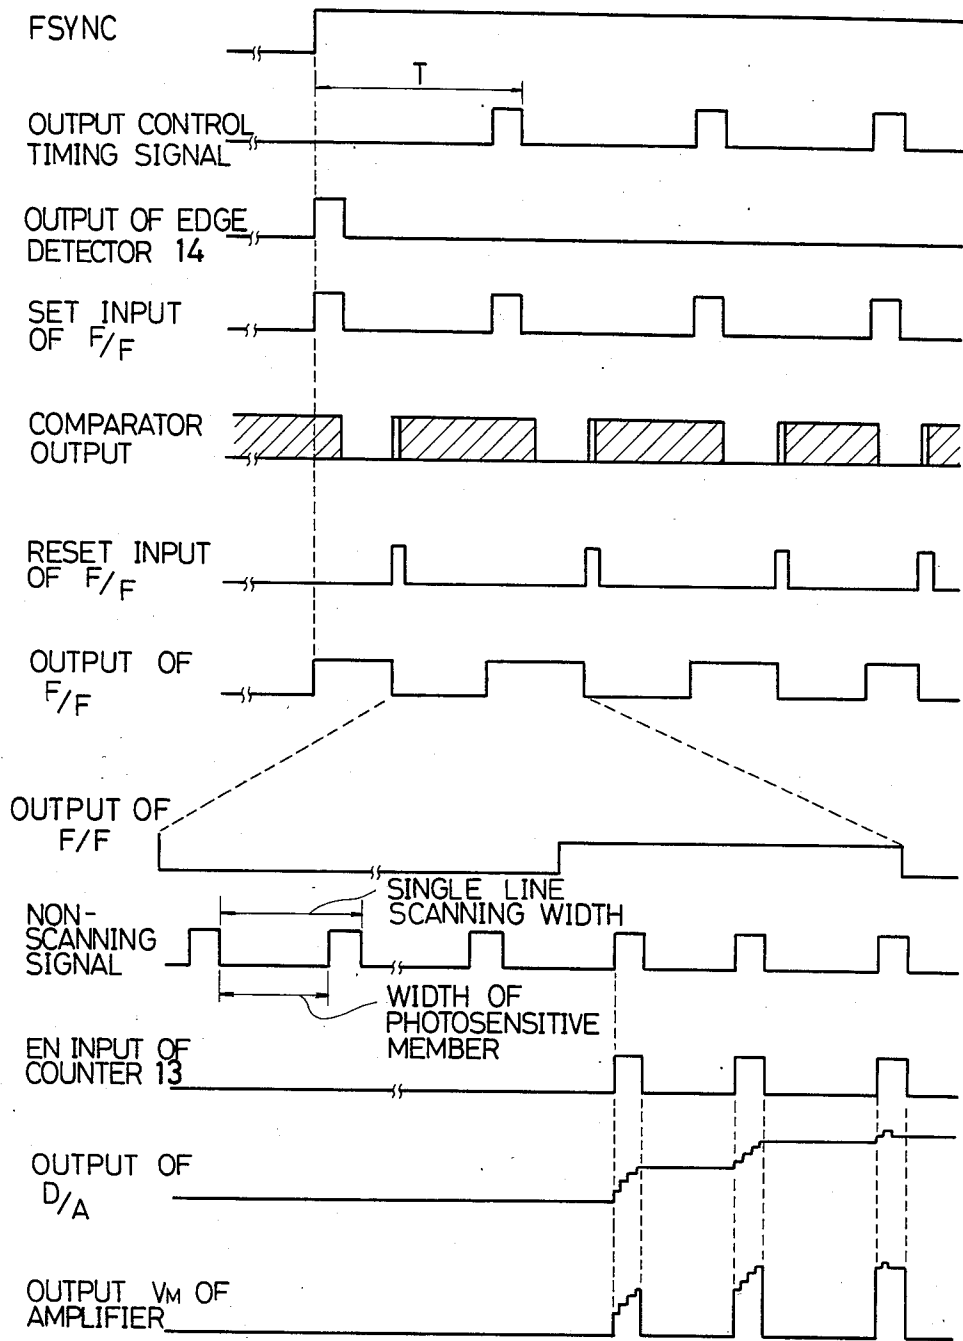 FSYNC
T
OUTPUT CONTROL
TIMING SIGNAL
OUTPUT OF EDGE
DETECTOR 14
SET INPUT
OF F/F
COMPARATOR
OUTPUT
RESET INPUT
OF F/F
OUTPUT OF
F/F
OUTPUT OF
F/F
SINGLE LINE
SCANNING WIDTH
NON-
SCANNING
SIGNAL
WIDTH OF
PHOTOSENSITIVE
MEMBER
EN INPUT OF
COUNTER 13
OUTPUT OF
D/A
OUTPUT VM OF
AMPLIFIER